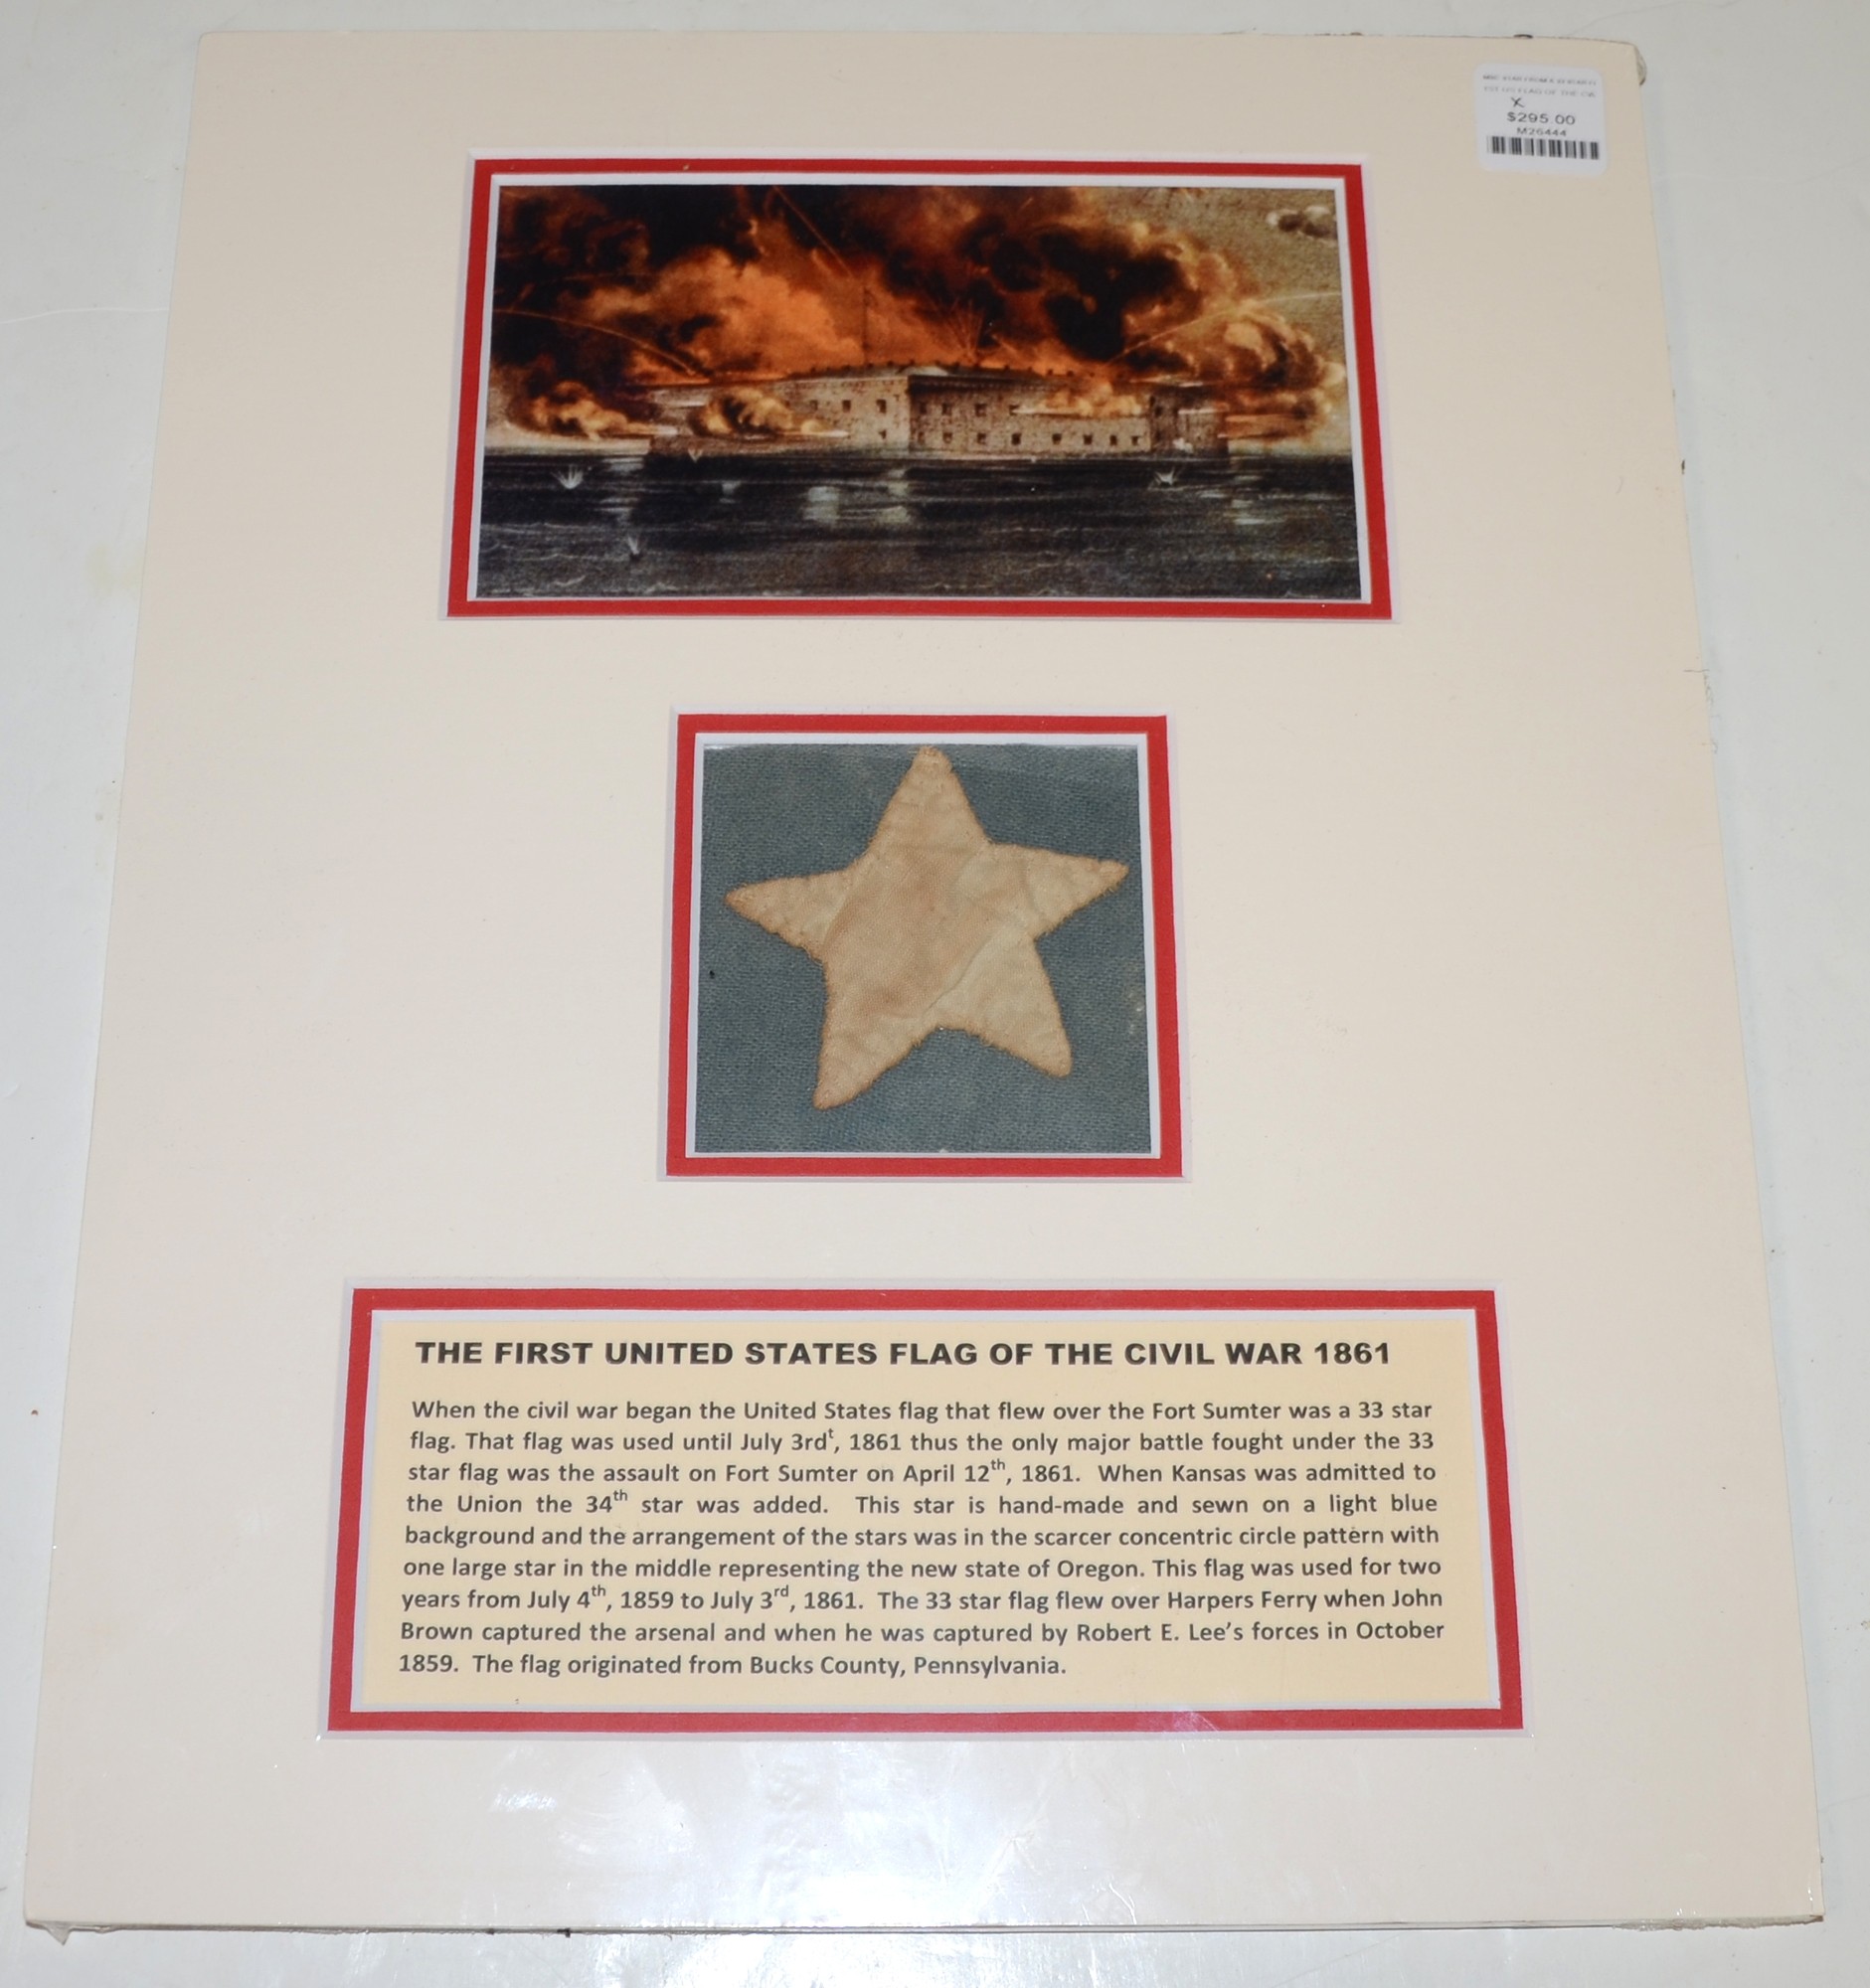 $295.00
M26444
THE FIRST UNITED STATES FLAG OF THE CIVIL WAR 1861
When the civil war began the United States flag that flew over the Fort Sumter was a 33 star
flag. That flag was used until July 3rdᵗ, 1861 thus the only major battle fought under the 33
star flag was the assault on Fort Sumter on April 12ᵗʰ, 1861.  When Kansas was admitted to
the Union the 34ᵗʰ star was added.  This star is hand-made and sewn on a light blue
background and the arrangement of the stars was in the scarcer concentric circle pattern with
one large star in the middle representing the new state of Oregon. This flag was used for two
years from July 4ᵗʰ, 1859 to July 3ʳᵈ, 1861.  The 33 star flag flew over Harpers Ferry when John
Brown captured the arsenal and when he was captured by Robert E. Lee's forces in October
1859.  The flag originated from Bucks County, Pennsylvania.